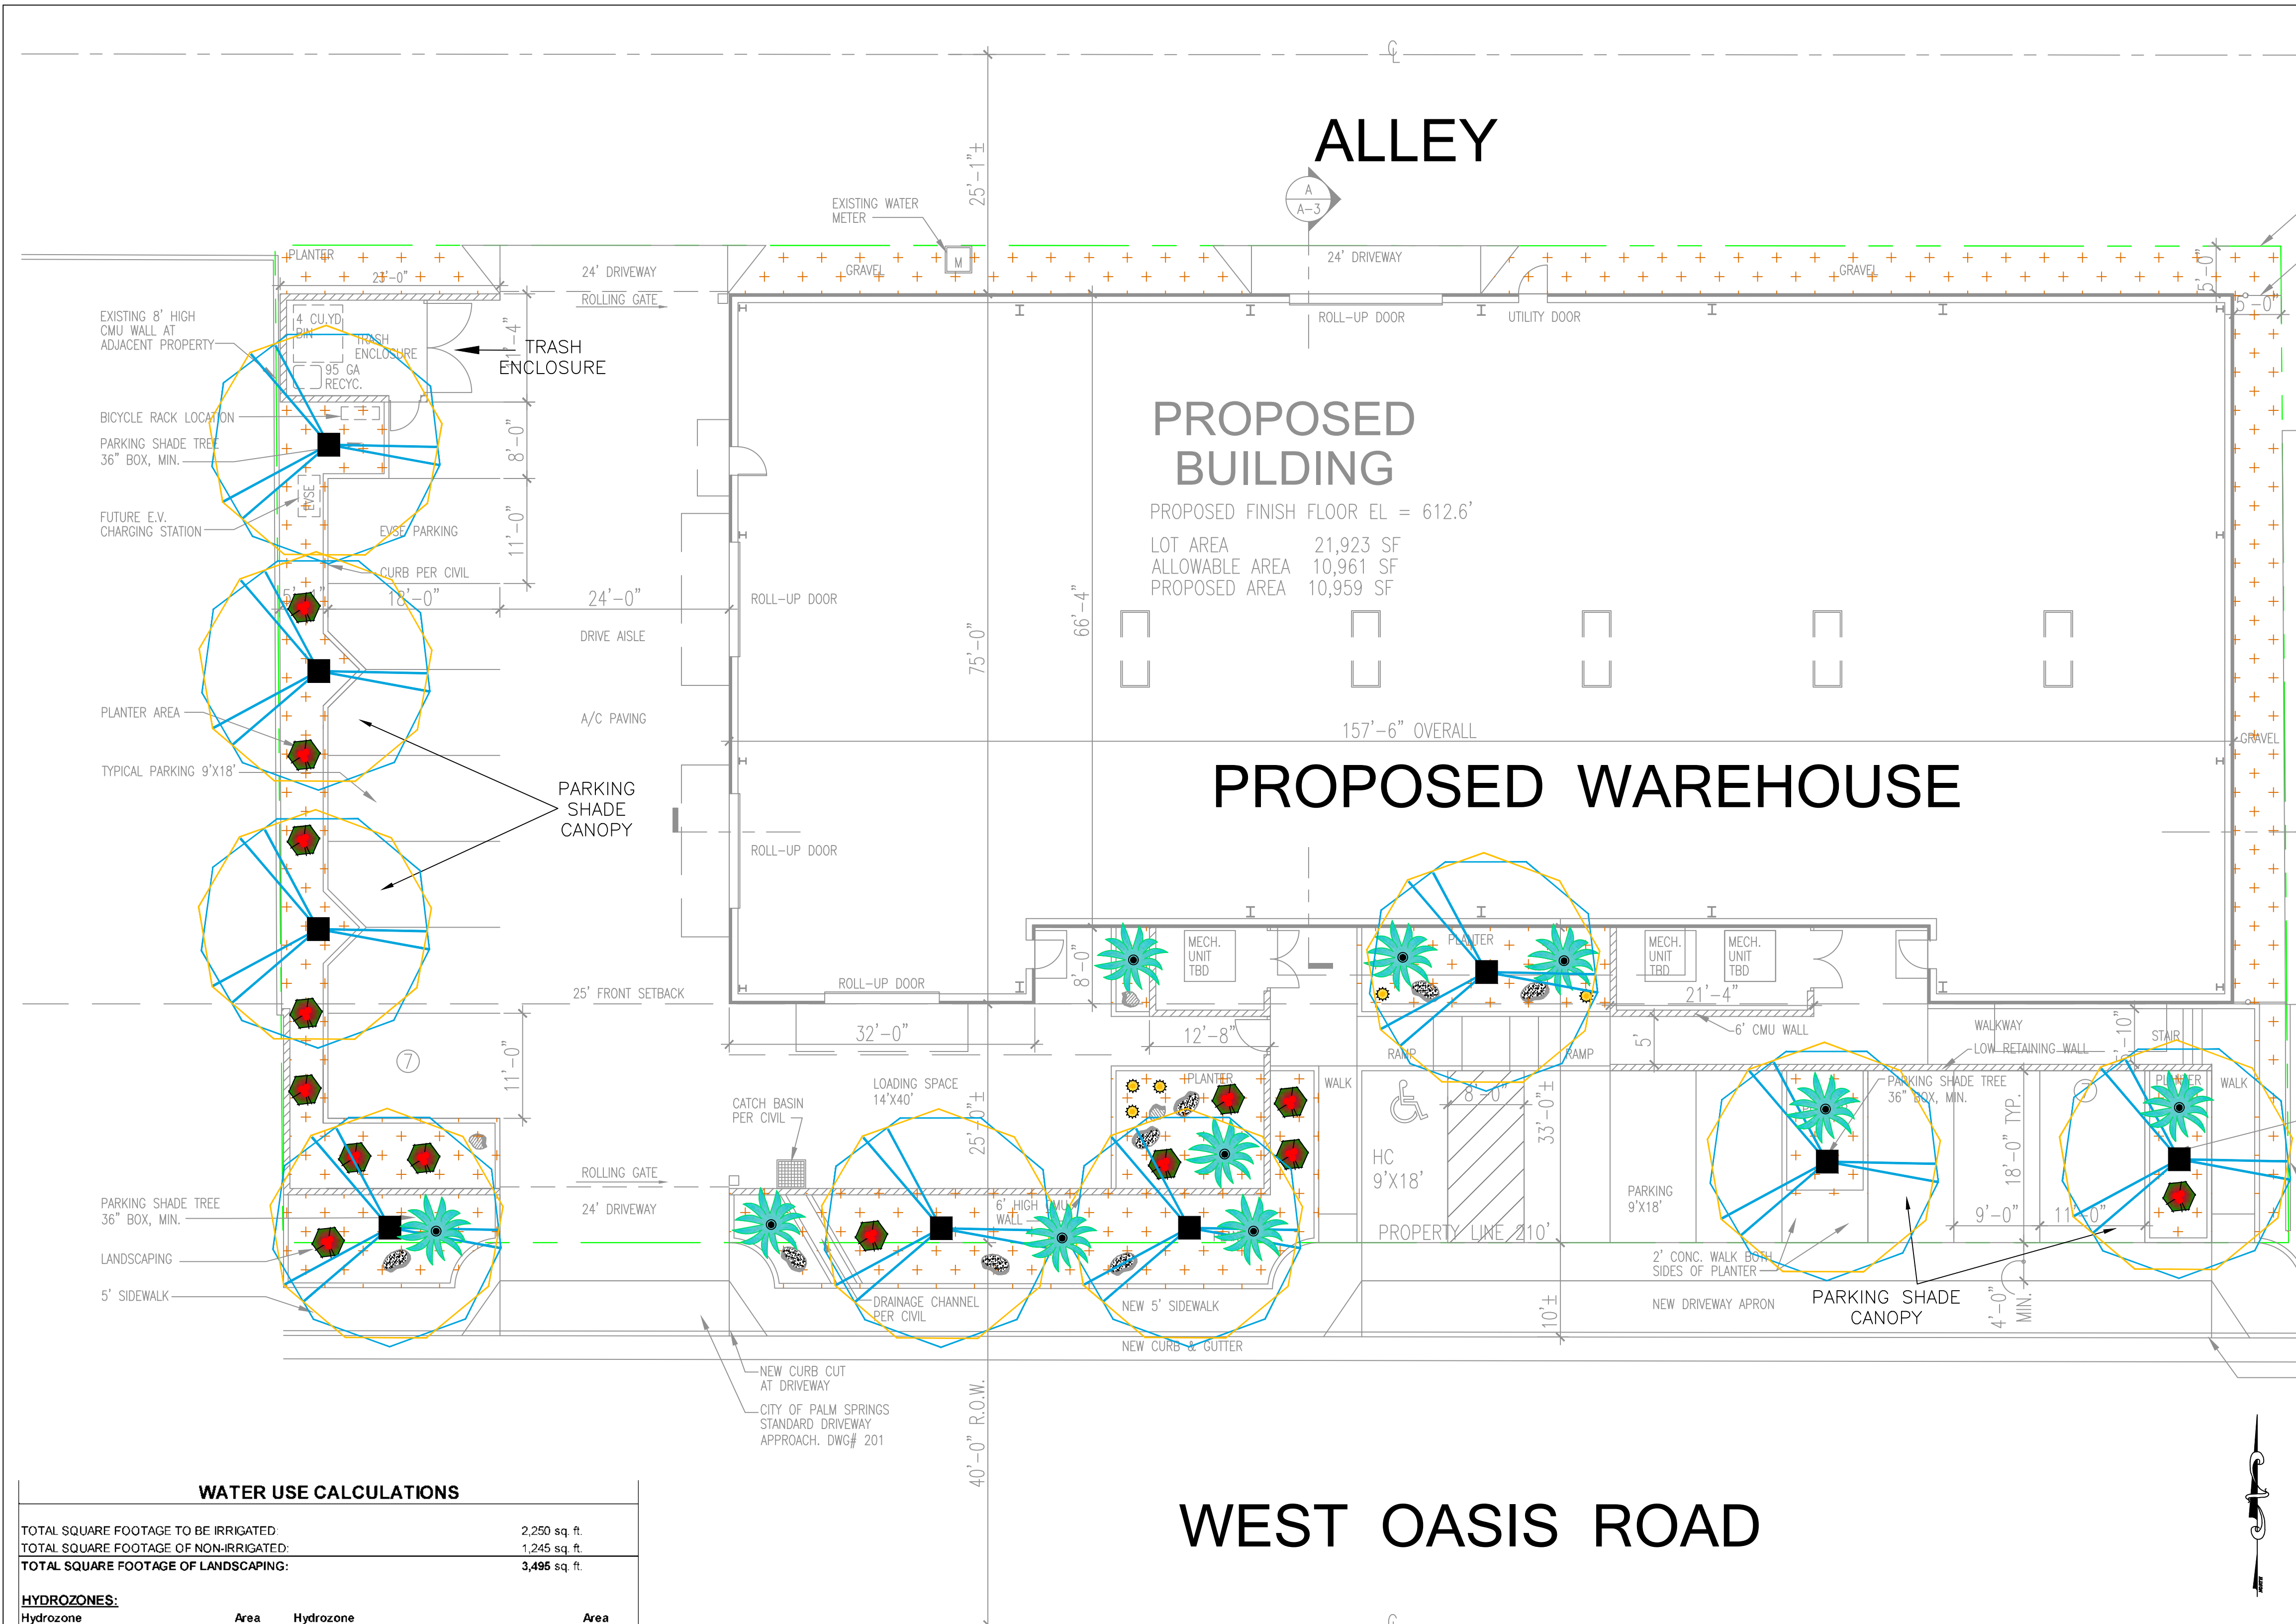 ℄
ALLEY
25'-1"±
A
A-3
EXISTING WATER
METER
M
PLANTER
23'-0"
24' DRIVEWAY
ROLLING GATE
GRAVEL
24' DRIVEWAY
GRAVEL
5'-0"
5'-0"
ROLL-UP DOOR
UTILITY DOOR
EXISTING 8' HIGH
CMU WALL AT
ADJACENT PROPERTY
4 CU.YD
BIN
TRASH
ENCLOSURE
95 GA
RECYC.
11'-4"
TRASH
ENCLOSURE
BICYCLE RACK LOCATION
PARKING SHADE TREE
36" BOX, MIN.
8'-0"
EVSE
FUTURE E.V.
CHARGING STATION
EVSE PARKING
11'-0"
CURB PER CIVIL
18'-0"
24'-0"
ROLL-UP DOOR
DRIVE AISLE
PROPOSED
BUILDING
PROPOSED FINISH FLOOR EL = 612.6'
LOT AREA 21,923 SF
ALLOWABLE AREA 10,961 SF
PROPOSED AREA 10,959 SF
75'-0"
66'-4"
PLANTER AREA
A/C PAVING
157'-6" OVERALL
GRAVEL
TYPICAL PARKING 9'X18'
PARKING
SHADE
CANOPY
PROPOSED WAREHOUSE
ROLL-UP DOOR
MECH.
UNIT
TBD
PLANTER
MECH.
UNIT
TBD
MECH.
UNIT
TBD
8'-0"
ROLL-UP DOOR
25' FRONT SETBACK
21'-4"
32'-0"
12'-8"
6' CMU WALL
5'
WALKWAY
STAIR
LOW RETAINING WALL
RAMP
RAMP
7
11'-0"
LOADING SPACE
14'X40'
PLANTER
WALK
8'-0"
PARKING SHADE TREE
36" BOX, MIN.
7
PLANTER
WALK
CATCH BASIN
PER CIVIL
25'-0"±
33'-0"±
18'-0" TYP.
HC
9'X18'
ROLLING GATE
24' DRIVEWAY
PARKING SHADE TREE
36" BOX, MIN.
6' HIGH CMU
WALL
PARKING
9'X18'
9'-0"
11'-0"
PROPERTY LINE 210'
LANDSCAPING
2' CONC. WALK BOTH
SIDES OF PLANTER
5' SIDEWALK
DRAINAGE CHANNEL
PER CIVIL
NEW 5' SIDEWALK
10'±
NEW DRIVEWAY APRON
PARKING SHADE
CANOPY
4'-0"
MIN.
NEW CURB & GUTTER
NEW CURB CUT
AT DRIVEWAY
CITY OF PALM SPRINGS
STANDARD DRIVEWAY
APPROACH. DWG# 201
40'-0" R.O.W.
WEST OASIS ROAD
WATER USE CALCULATIONS
TOTAL SQUARE FOOTAGE TO BE IRRIGATED: 2,250 sq. ft.
TOTAL SQUARE FOOTAGE OF NON-IRRIGATED: 1,245 sq. ft.
TOTAL SQUARE FOOTAGE OF LANDSCAPING: 3,495 sq. ft.
HYDROZONES:
Hydrozone Area Hydrozone Area